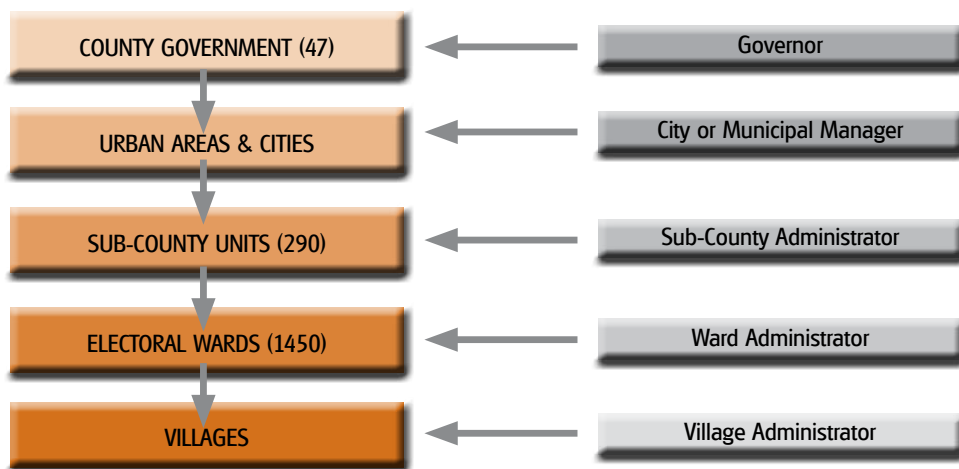 COUNTY GOVERNMENT (47)
Governor
URBAN AREAS & CITIES
City or Municipal Manager
SUB-COUNTY UNITS (290)
Sub-County Administrator
ELECTORAL WARDS (1450)
Ward Administrator
VILLAGES
Village Administrator